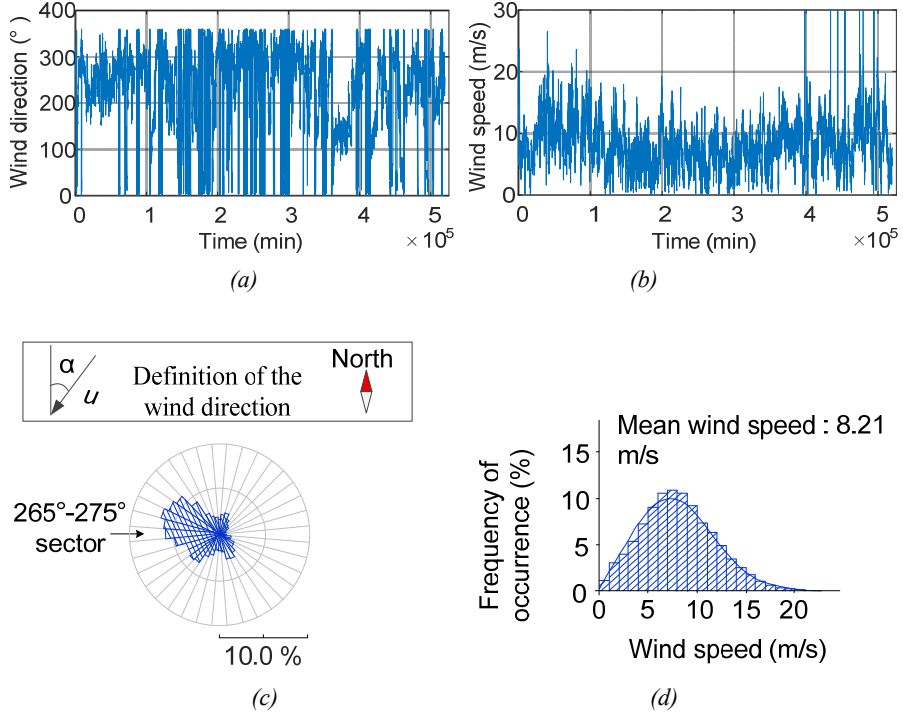 400
300
200
100
0
Wind direction (°)
0 1 2 3 4 5
Time (min)
× 10⁵
(a)
30
20
10
0
Wind speed (m/s)
0 1 2 3 4 5
Time (min)
× 10⁵
(b)
α
u
Definition of the
wind direction
North
265°-275°
sector
10.0 %
(c)
Mean wind speed : 8.21
m/s
Frequency of
occurrence (%)
15
10
5
0
0 5 10 15 20
Wind speed (m/s)
(d)